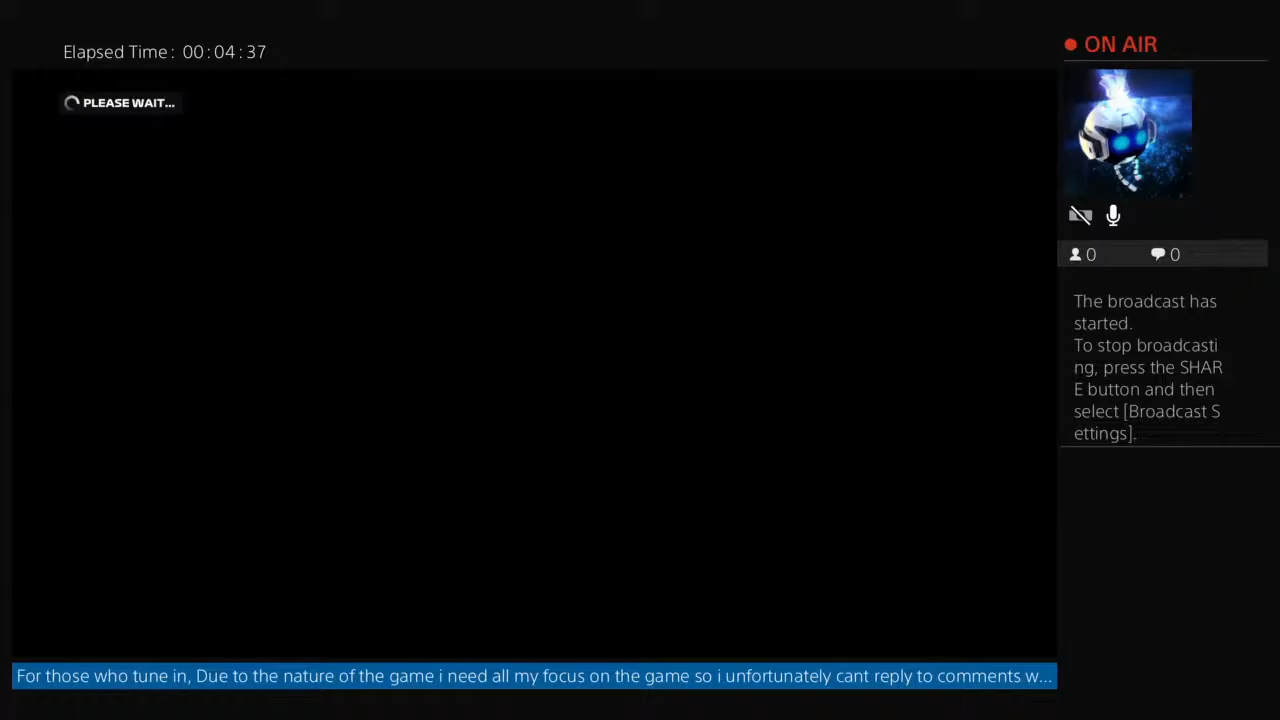 Elapsed Time: 00:04:37
ON AIR
PLEASE WAIT...
0 0
The broadcast has
started.
To stop broadcasti
ng, press the SHAR
E button and then
select [Broadcast S
ettings].
For those who tune in, Due to the nature of the game i need all my focus on the game so i unfortunately cant reply to comments w...